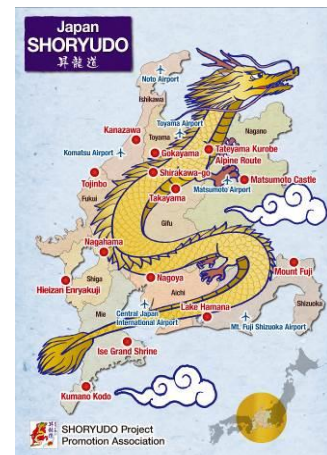 Japan
SHORYUDO
昇龍道
Noto Airport
Ishikawa
Toyama Airport
Kanazawa
Toyama
Nagano
Komatsu Airport
Gokayama
Tateyama Kurobe
Alpine Route
Tojinbo
Shirakawa-go
Matsumoto Castle
Matsumoto Airport
Fukui
Takayama
Gifu
Nagahama
Mount Fuji
Nagoya
Shiga
Hieizan Enryakuji
Aichi
Shizuoka
Lake Hamana
Mie
Central Japan
International Airport
Mt. Fuji Shizuoka Airport
Ise Grand Shrine
Kumano Kodo
SHORYUDO Project
Promotion Association